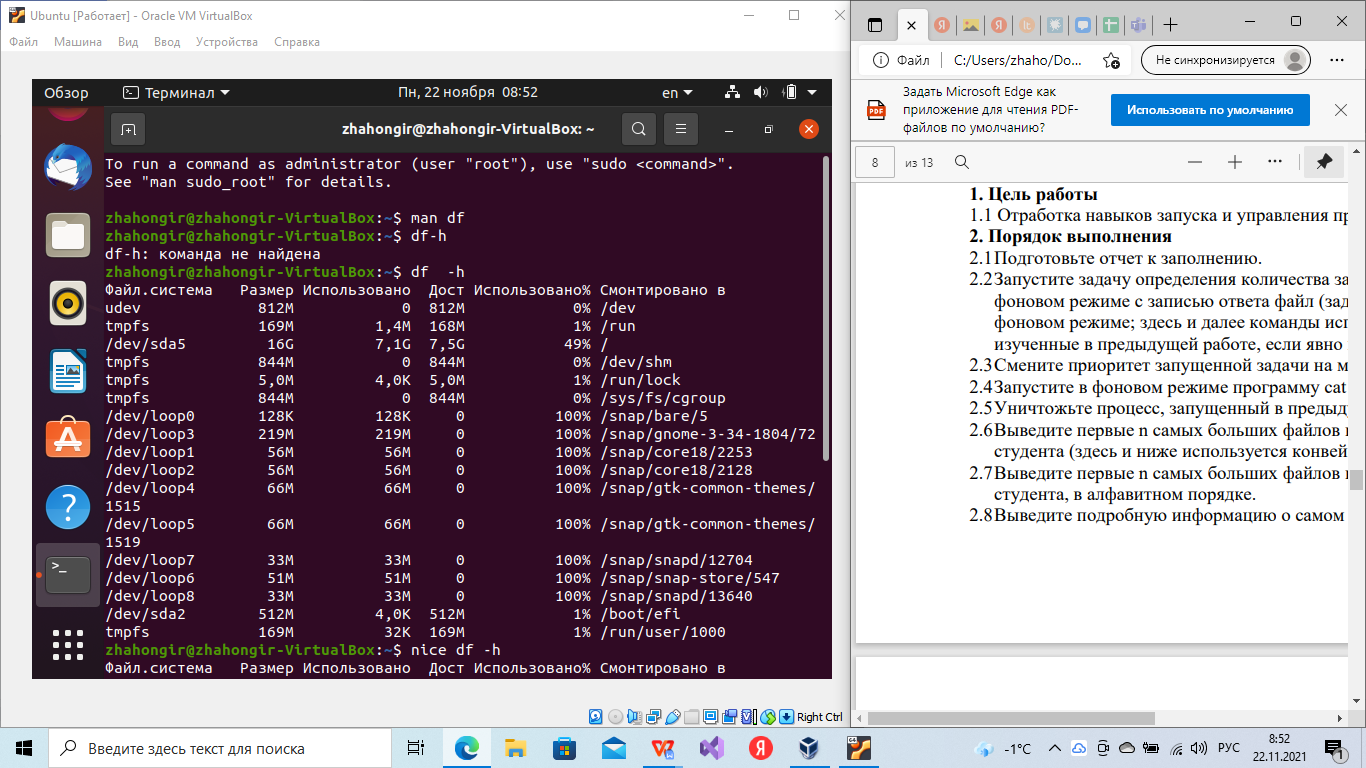 Ubuntu [Работает] - Oracle VM VirtualBox
Файл Машина Вид Ввод Устройства Справка
Обзор Терминал Пн, 22 ноября 08:52 en
zhahongir@zhahongir-VirtualBox: ~
To run a command as administrator (user "root"), use "sudo <command>".
See "man sudo_root" for details.
zhahongir@zhahongir-VirtualBox:~$ man df
zhahongir@zhahongir-VirtualBox:~$ df-h
df-h: команда не найдена
zhahongir@zhahongir-VirtualBox:~$ df  -h
Файл.система Размер Использовано Дост Использовано% Смонтировано в
udev 812M 0 812M 0% /dev
tmpfs 169M 1,4M 168M 1% /run
/dev/sda5 16G 7,1G 7,5G 49% /
tmpfs 844M 0 844M 0% /dev/shm
tmpfs 5,0M 4,0K 5,0M 1% /run/lock
tmpfs 844M 0 844M 0% /sys/fs/cgroup
/dev/loop0 128K 128K 0 100% /snap/bare/5
/dev/loop3 219M 219M 0 100% /snap/gnome-3-34-1804/72
/dev/loop1 56M 56M 0 100% /snap/core18/2253
/dev/loop2 56M 56M 0 100% /snap/core18/2128
/dev/loop4 66M 66M 0 100% /snap/gtk-common-themes/
1515
/dev/loop5 66M 66M 0 100% /snap/gtk-common-themes/
1519
/dev/loop7 33M 33M 0 100% /snap/snapd/12704
/dev/loop6 51M 51M 0 100% /snap/snap-store/547
/dev/loop8 33M 33M 0 100% /snap/snapd/13640
/dev/sda2 512M 4,0K 512M 1% /boot/efi
tmpfs 169M 32K 169M 1% /run/user/1000
zhahongir@zhahongir-VirtualBox:~$ nice df -h
Файл.система Размер Использовано Дост Использовано% Смонтировано в
Right Ctrl
Файл C:/Users/zhaho/Do... Не синхронизируется
Задать Microsoft Edge как
приложение для чтения PDF-
файлов по умолчанию?
Использовать по умолчанию
8 из 13
1. Цель работы
1.1 Отработка навыков запуска и управления пр
2. Порядок выполнения
2.1 Подготовьте отчет к заполнению.
2.2 Запустите задачу определения количества за
фоновом режиме с записью ответа файл (зад
фоновом режиме; здесь и далее команды исп
изученные в предыдущей работе, если явно
2.3 Смените приоритет запущенной задачи на м
2.4 Запустите в фоновом режиме программу cat
2.5 Уничтожьте процесс, запущенный в предыд
2.6 Выведите первые n самых больших файлов
студента (здесь и ниже используется конвей
2.7 Выведите первые n самых больших файлов
студента, в алфавитном порядке.
2.8 Выведите подробную информацию о самом
Введите здесь текст для поиска
-1°C РУС 8:52
22.11.2021